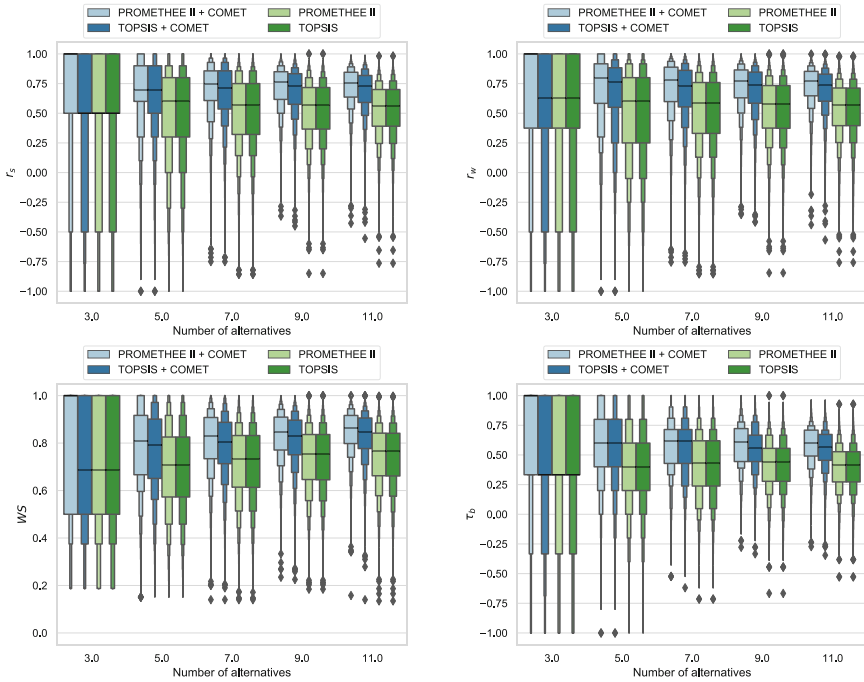 PROMETHEE II + COMET PROMETHEE II
TOPSIS + COMET TOPSIS
1.00
0.75
0.50
0.25
0.00
−0.25
−0.50
−0.75
−1.00
r_s
3.0 5.0 7.0 9.0 11.0
Number of alternatives
PROMETHEE II + COMET PROMETHEE II
TOPSIS + COMET TOPSIS
1.00
0.75
0.50
0.25
0.00
−0.25
−0.50
−0.75
−1.00
r_w
3.0 5.0 7.0 9.0 11.0
Number of alternatives
PROMETHEE II + COMET PROMETHEE II
TOPSIS + COMET TOPSIS
1.0
0.8
0.6
0.4
0.2
0.0
WS
3.0 5.0 7.0 9.0 11.0
Number of alternatives
PROMETHEE II + COMET PROMETHEE II
TOPSIS + COMET TOPSIS
1.00
0.75
0.50
0.25
0.00
−0.25
−0.50
−0.75
−1.00
τ_b
3.0 5.0 7.0 9.0 11.0
Number of alternatives